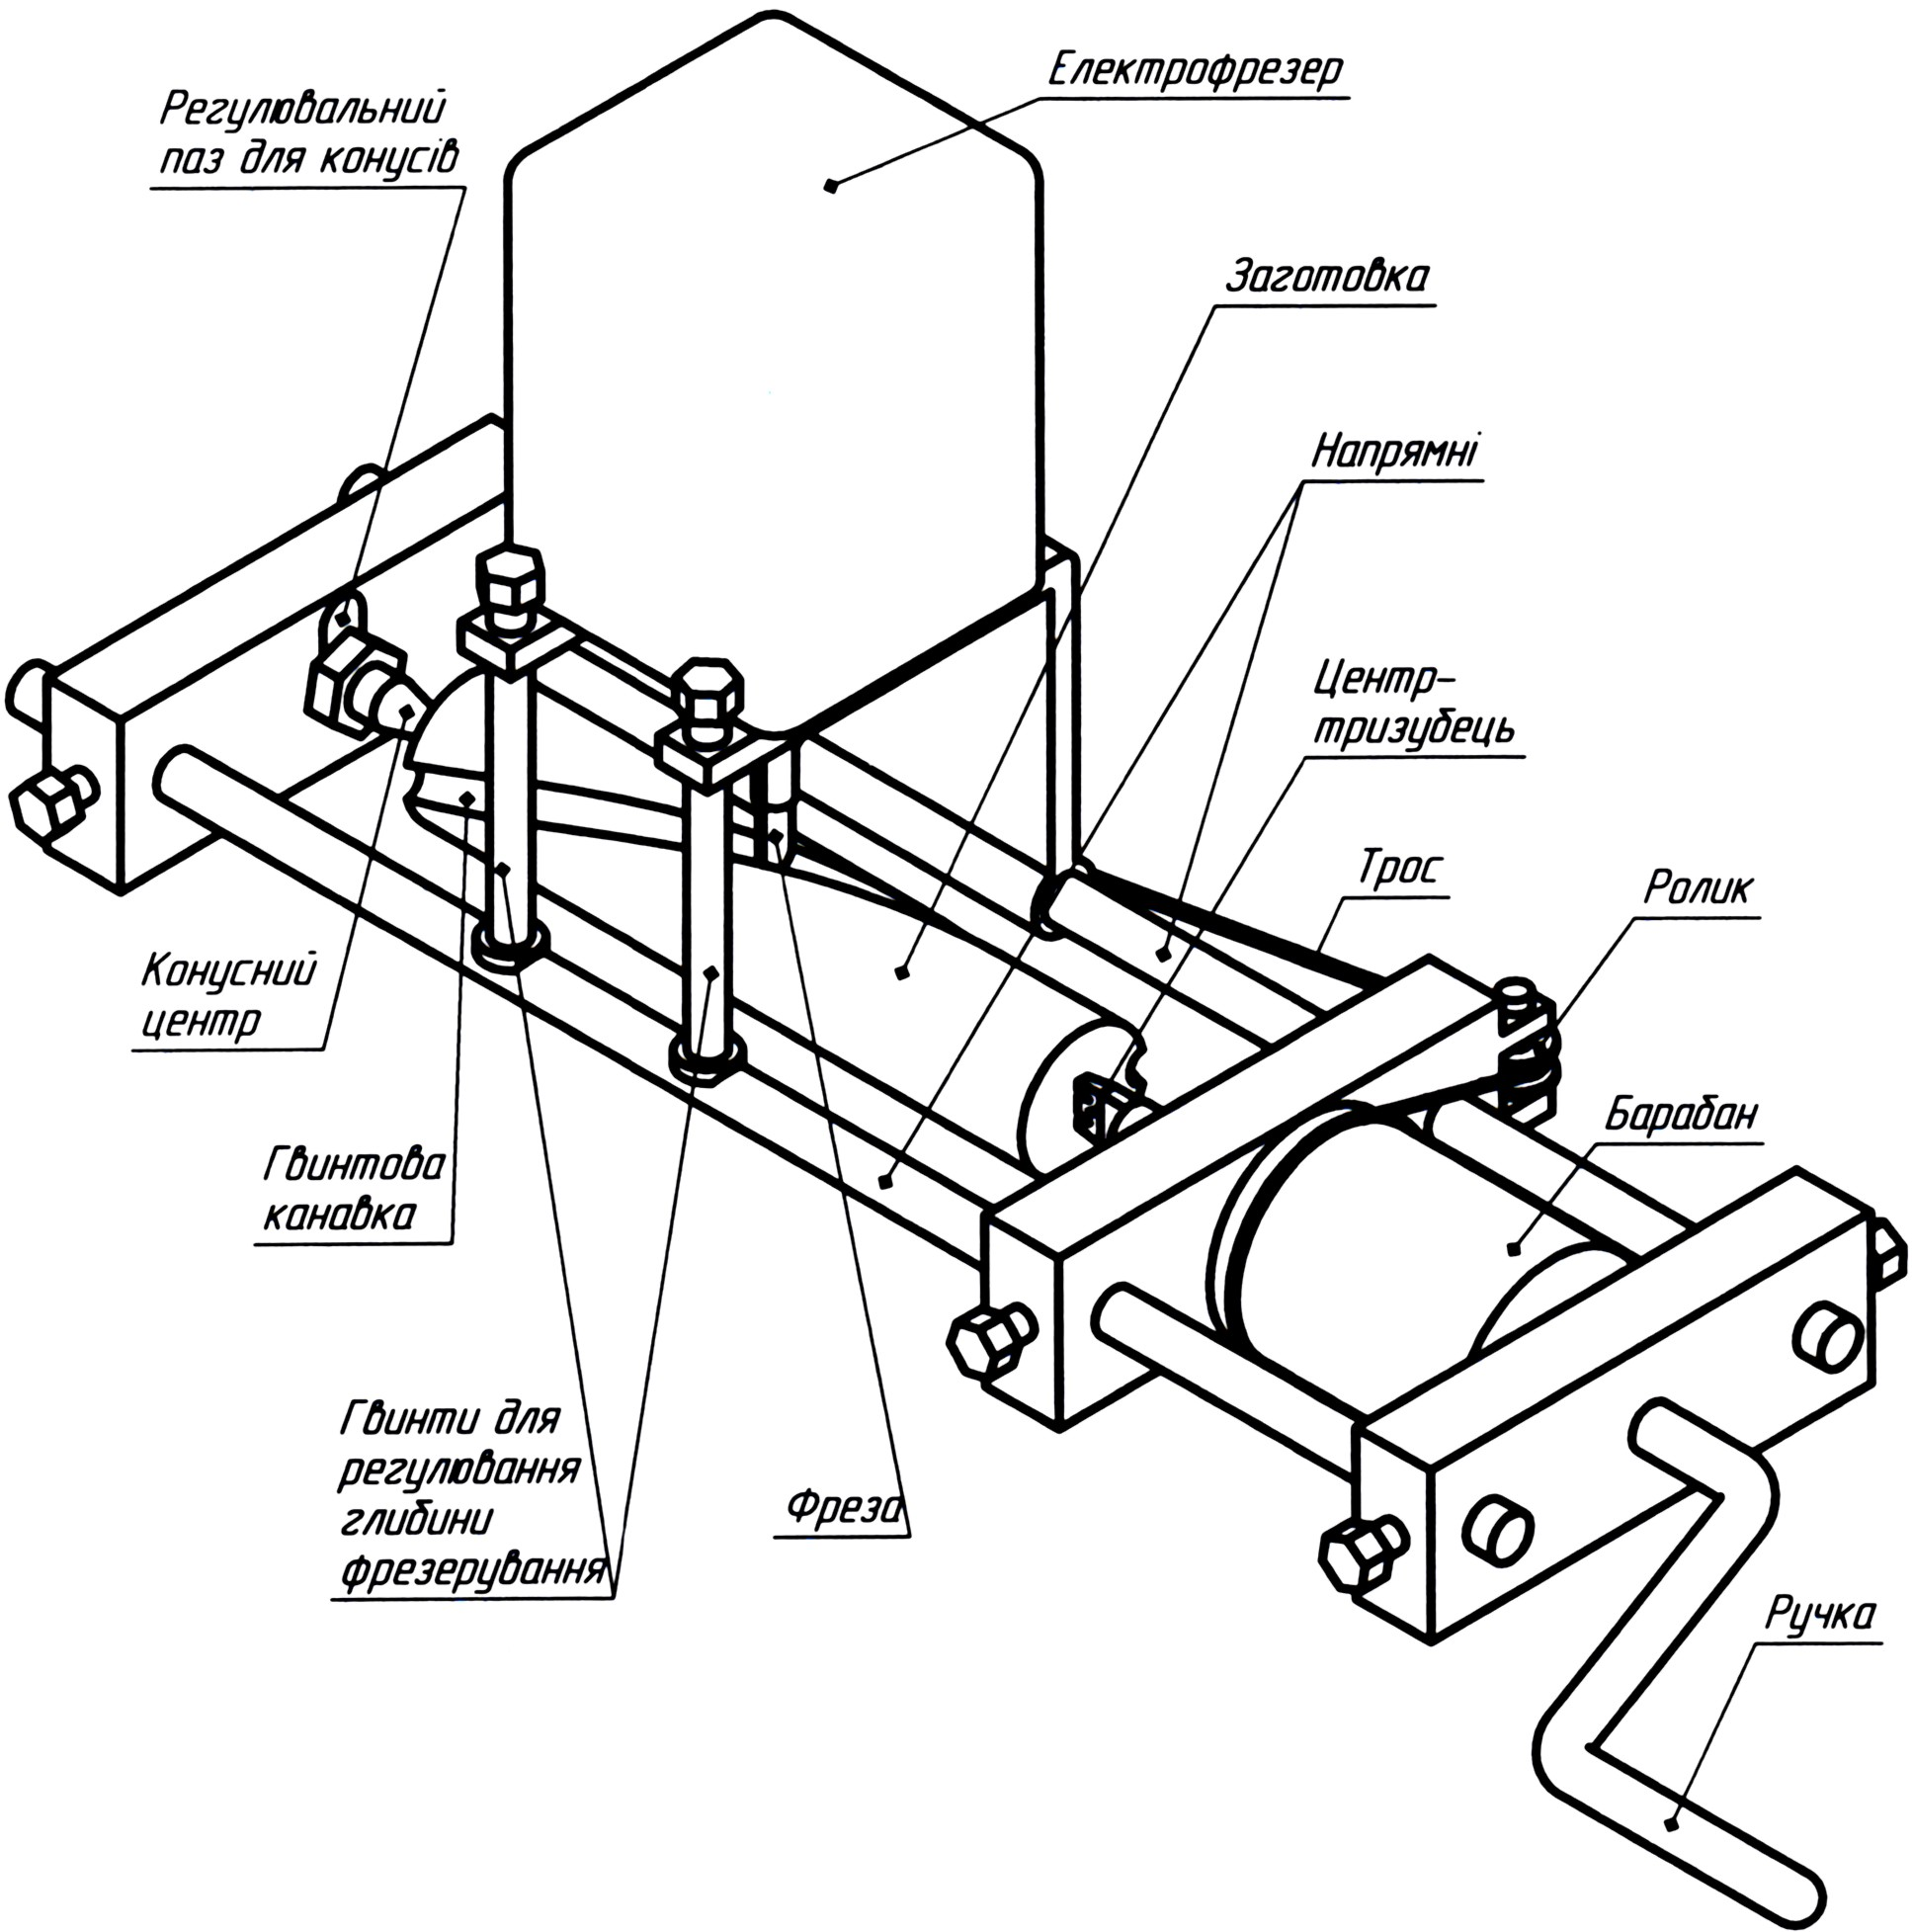 Електрофрезер
Регулювальний
паз для конусів
Заготовка
Напрямні
Центр-
тризубець
Трос
Ролик
Конусний
центр
Барабан
Гвинтова
канавка
Гвинти для
регулювання
глибини
фрезерування
Фреза
Ручка